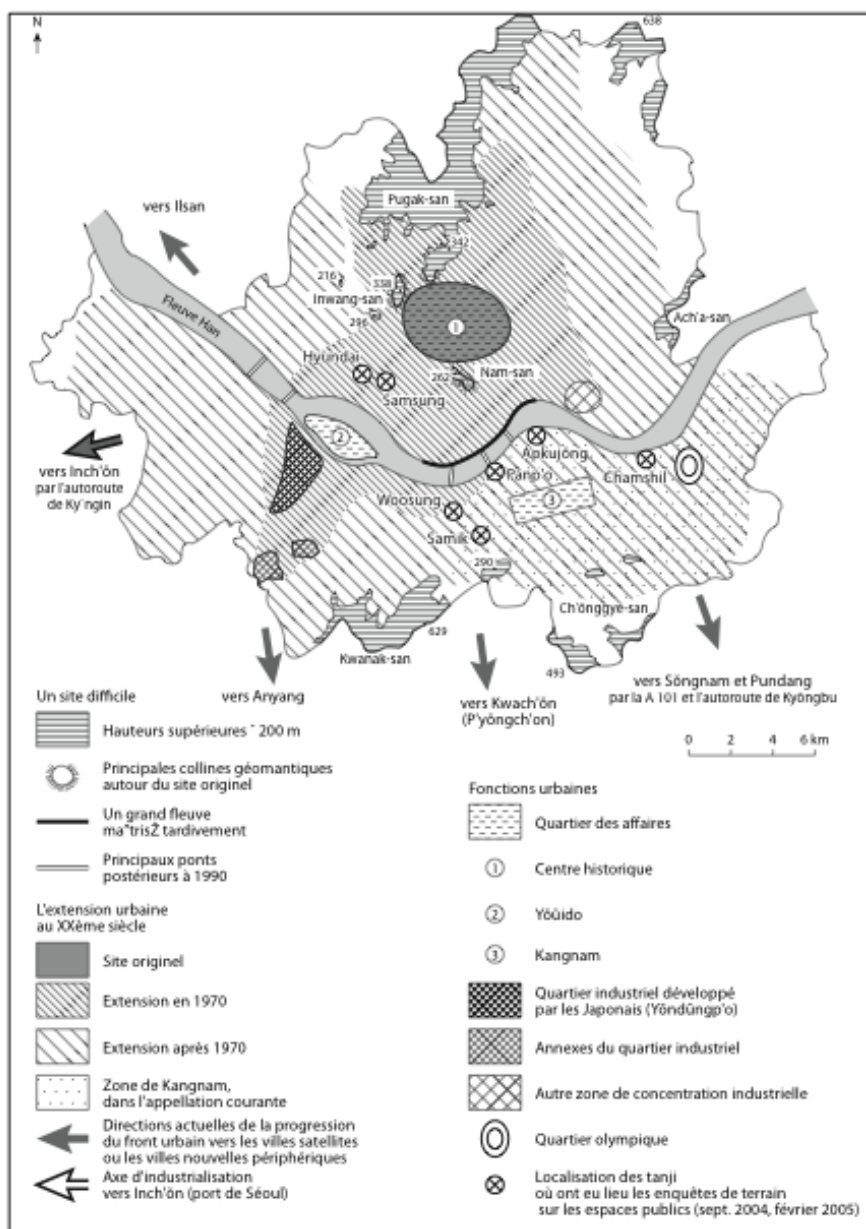 N
638
vers Ilsan
Pugak-san
342
216
338
Inwang-san
296
Fleuve Han
1
Ach'a-san
Hyundai
262
Nam-san
Samsung
2
Apkujŏng
vers Inch'ŏn
par l'autoroute
de Ky ngin
Panp'o
Chamshil
Woosung
3
Samik
290
Ch'ŏnggye-san
629
Kwanak-san
493
vers Anyang
vers Kwach'ŏn
(P'yŏngch'on)
vers Sŏngnam et Pundang
par la A 101 et l'autoroute de Kyŏngbu
0 2 4 6 km
Un site difficile
Hauteurs supérieures ˆ 200 m
Principales collines géomantiques
autour du site originel
Un grand fleuve
maˆtrisŽ tardivement
Principaux ponts
postérieurs à 1990
L'extension urbaine
au XXème siècle
Site originel
Extension en 1970
Extension après 1970
Zone de Kangnam,
dans l'appellation courante
Directions actuelles de la progression
du front urbain vers les villes satellites
ou les villes nouvelles périphériques
Axe d'industrialisation
vers Inch'ŏn (port de Séoul)
Fonctions urbaines
Quartier des affaires
1 Centre historique
2 Yŏŭido
3 Kangnam
Quartier industriel développé
par les Japonais (Yŏndŭngp'o)
Annexes du quartier industriel
Autre zone de concentration industrielle
Quartier olympique
Localisation des tanji
où ont eu lieu les enquêtes de terrain
sur les espaces publics (sept. 2004, février 2005)